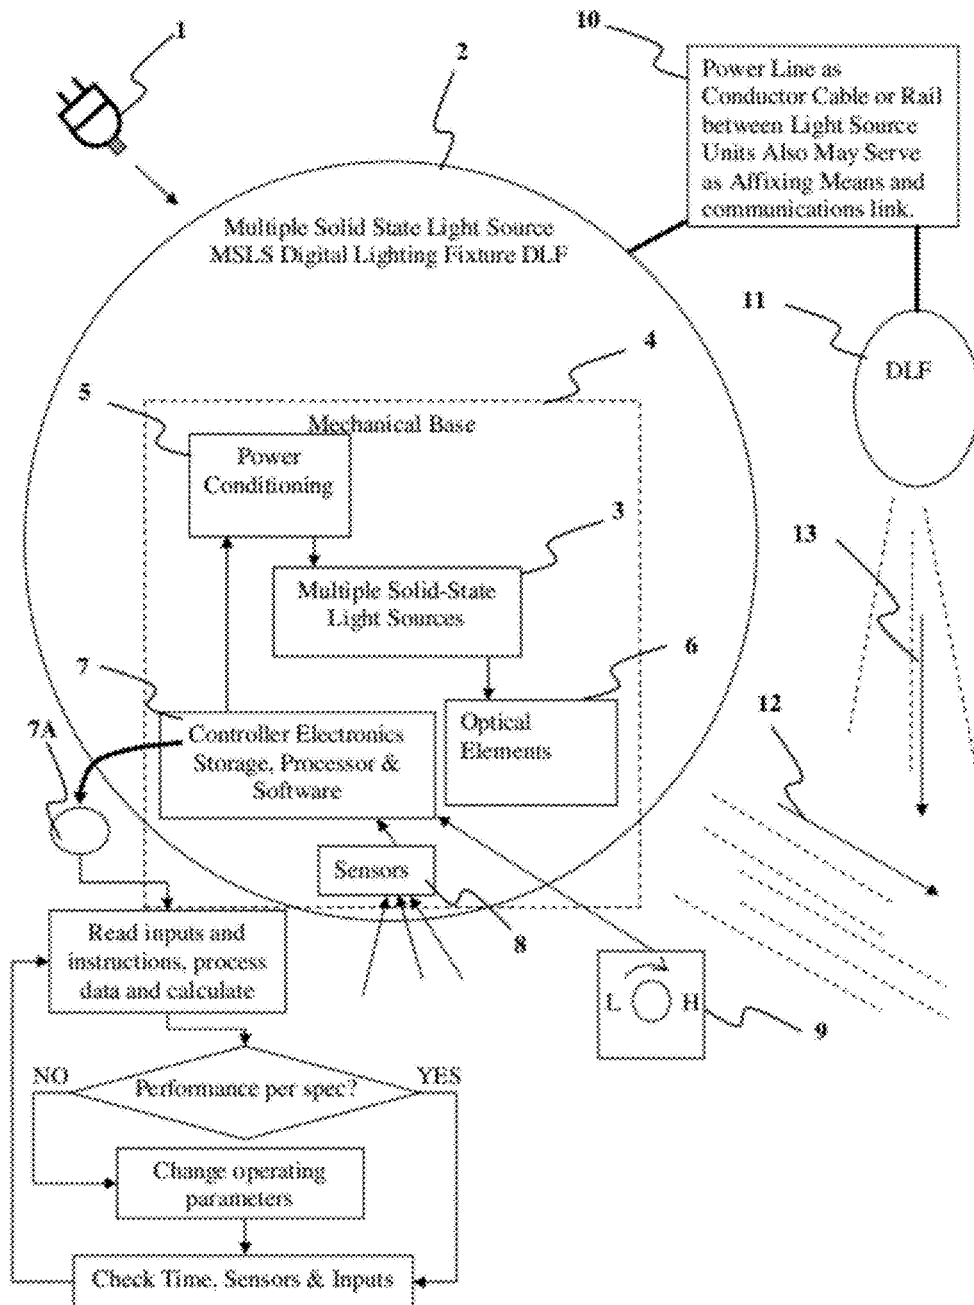 1
2
10
Power Line as
Conductor Cable or Rail
between Light Source
Units Also May Serve
as Affixing Means and
communications link.
Multiple Solid State Light Source
MSLS Digital Lighting Fixture DLF
11
DLF
4
5
Mechanical Base
Power
Conditioning
3
13
Multiple Solid-State
Light Sources
7
6
12
7A
Controller Electronics
Storage, Processor &
Software
Optical
Elements
Sensors
8
Read inputs and
instructions, process
data and calculate
L H
9
NO
YES
Performance per spec?
Change operating
parameters
Check Time, Sensors & Inputs